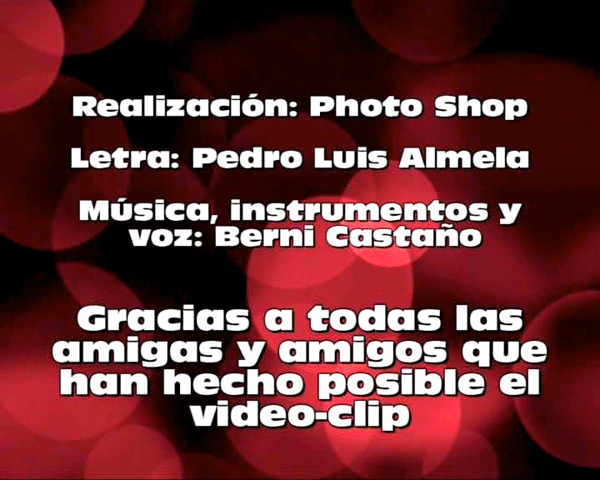 Realización: Photo Shop
Letra: Pedro Luis Almela
Música, instrumentos y
voz: Berni Castaño
Gracias a todas las
amigas y amigos que
han hecho posible el
video-clip